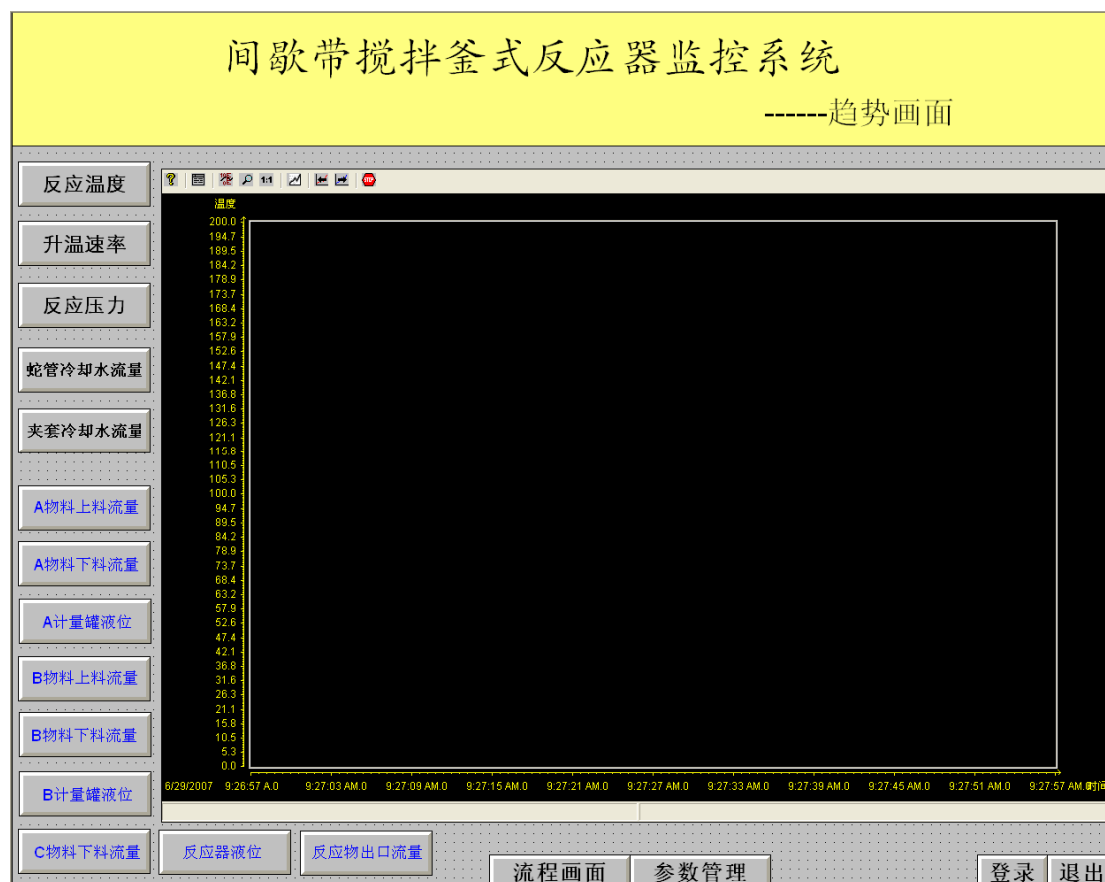 间歇带搅拌釜式反应器监控系统
------趋势画面
反应温度
升温速率
反应压力
蛇管冷却水流量
夹套冷却水流量
A物料上料流量
A物料下料流量
A计量罐液位
B物料上料流量
B物料下料流量
B计量罐液位
C物料下料流量
反应器液位
反应物出口流量
1:1
STOP
温度
200.0
194.7
189.5
184.2
178.9
173.7
168.4
163.2
157.9
152.6
147.4
142.1
136.8
131.6
126.3
121.1
115.8
110.5
105.3
100.0
94.7
89.5
84.2
78.9
73.7
68.4
63.2
57.9
52.6
47.4
42.1
36.8
31.6
26.3
21.1
15.8
10.5
5.3
0.0
6/29/2007 9:26:57 A.0 9:27:03 AM.0 9:27:09 AM.0 9:27:15 AM.0 9:27:21 AM.0 9:27:27 AM.0 9:27:33 AM.0 9:27:39 AM.0 9:27:45 AM.0 9:27:51 AM.0 9:27:57 AM.0 时间
流程画面 参数管理 登录 退出